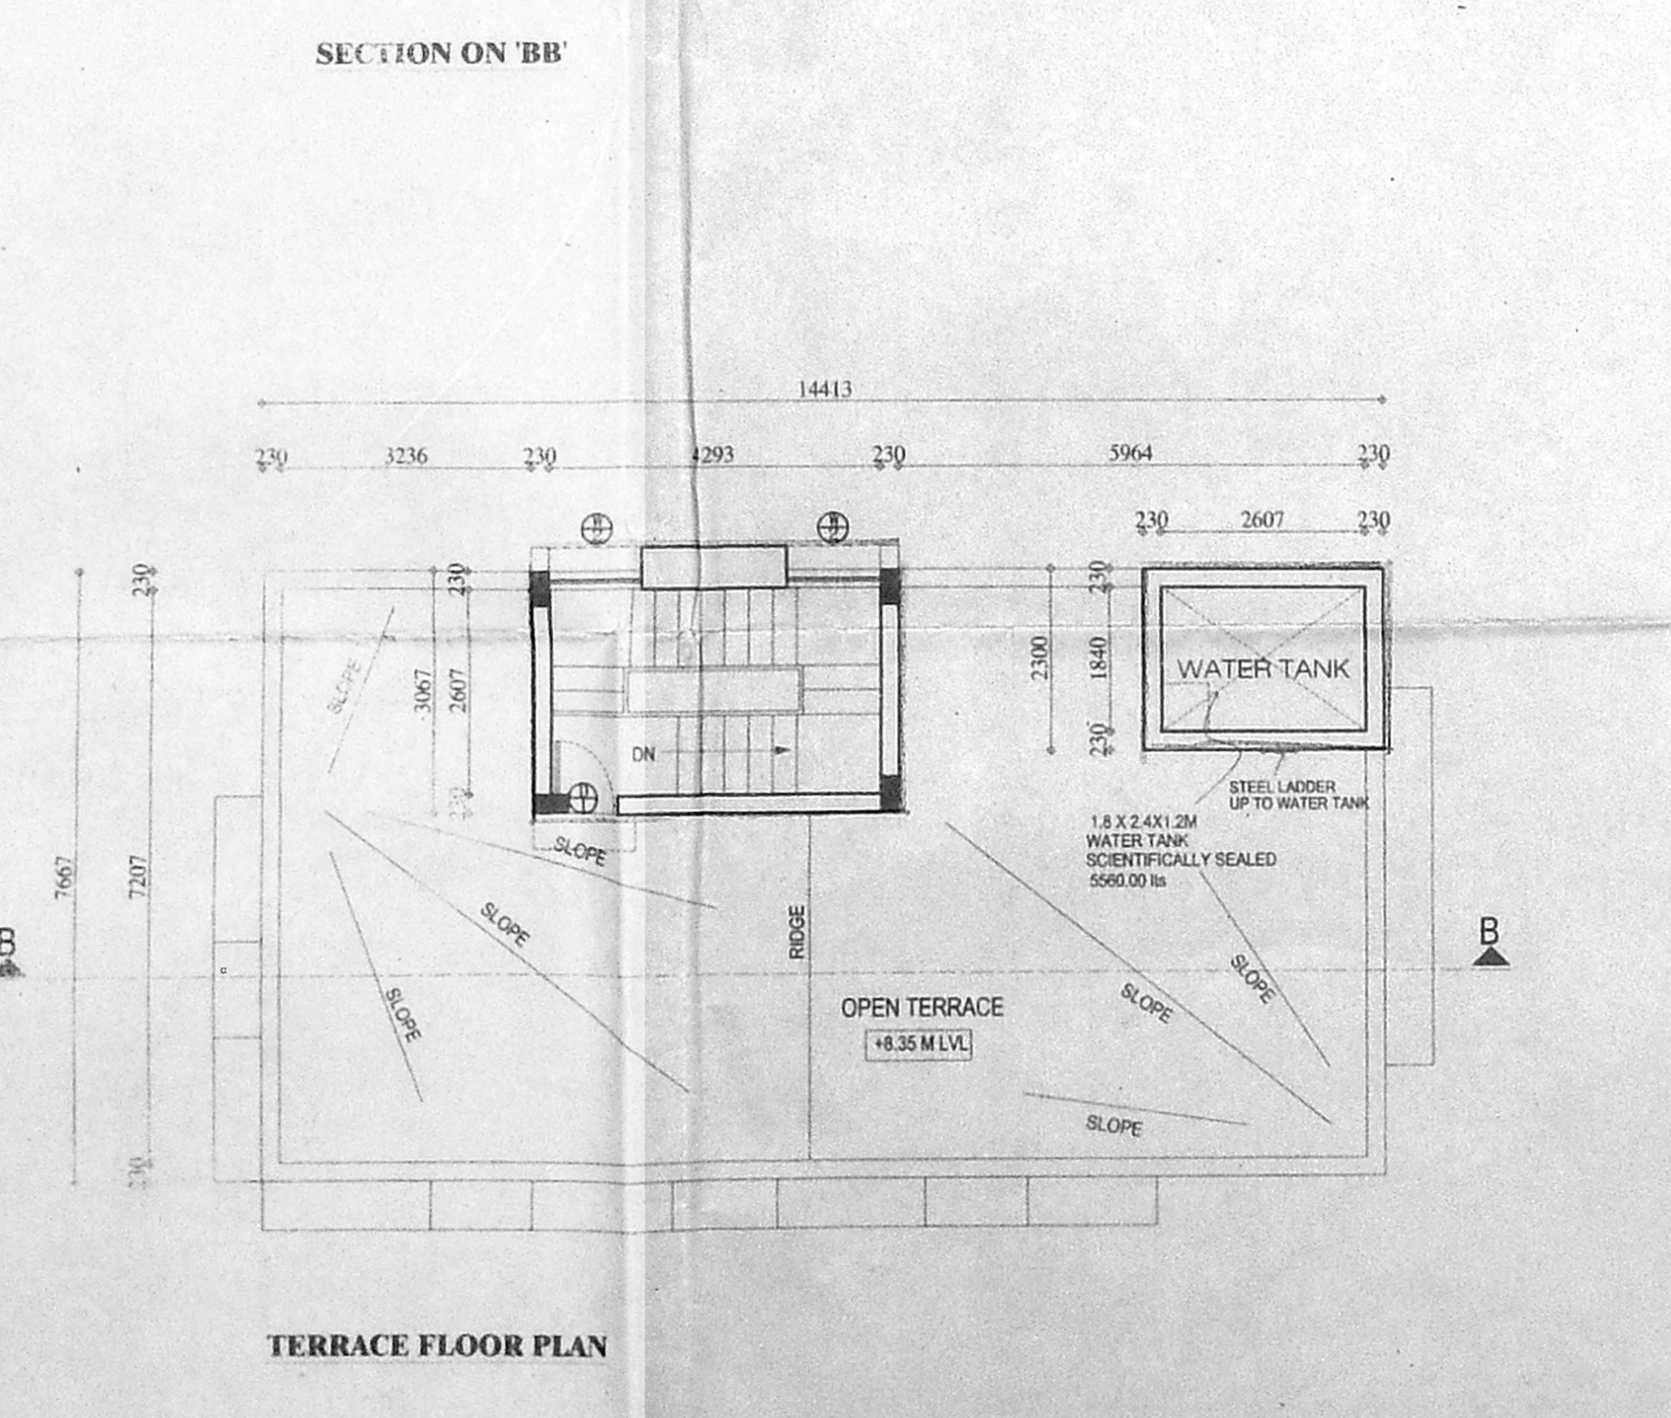 SECTION ON 'BB'
14413
230 3236 230 4293 230 5964 230
230 2607 230
230
230
3067
2607
230
7667
7207
230
SLOPE
DN
2300
230
1840
230
WATER TANK
STEEL LADDER
UP TO WATER TANK
1.8 X 2.4X1.2M
WATER TANK
SCIENTIFICALLY SEALED
5560.00 lts
SLOPE
SLOPE
SLOPE
RIDGE
B
B
OPEN TERRACE
+8.35 M LVL
SLOPE
SLOPE
SLOPE
TERRACE FLOOR PLAN